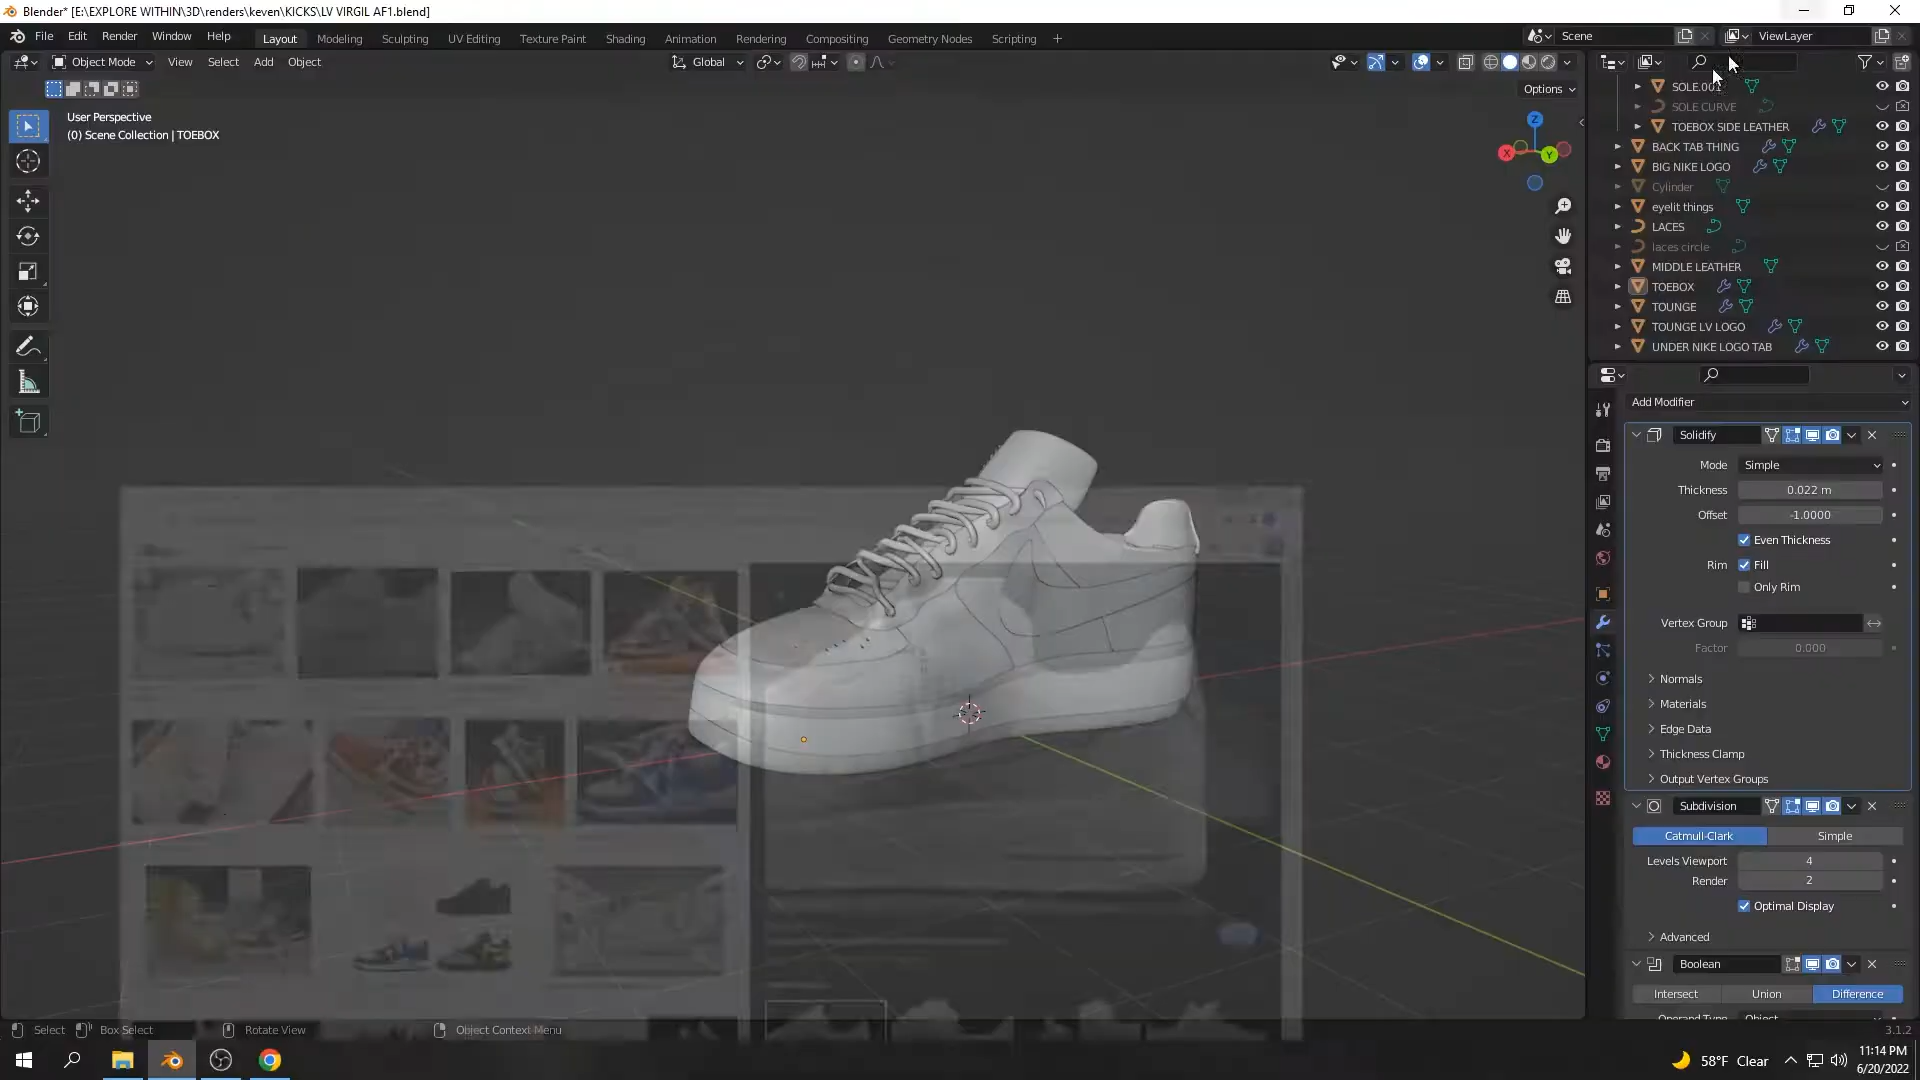 Blender* [E:\EXPLORE WITHIN\3D\renders\keven\KICKS\LV VIRGIL AF1.blend]
File Edit Render Window Help Layout Modeling Sculpting UV Editing Texture Paint Shading Animation Rendering Compositing Geometry Nodes Scripting + Scene ViewLayer
Object Mode View Select Add Object Global
Options
User Perspective
(0) Scene Collection | TOEBOX
Z
X Y
SOLE.00
SOLE CURVE
TOEBOX SIDE LEATHER
BACK TAB THING
BIG NIKE LOGO
Cylinder
eyelit things
LACES
laces circle
MIDDLE LEATHER
TOEBOX
TOUNGE
TOUNGE LV LOGO
UNDER NIKE LOGO TAB
Add Modifier
Solidify
Mode Simple
Thickness 0.022 m
Offset -1.0000
Even Thickness
Rim Fill
Only Rim
Vertex Group
Factor 0.000
Normals
Materials
Edge Data
Thickness Clamp
Output Vertex Groups
Subdivision
Catmull-Clark Simple
Levels Viewport 4
Render 2
Optimal Display
Advanced
Boolean
Intersect Union Difference
Operand Type Object
Select Box Select Rotate View Object Context Menu 3.1.2
58°F Clear 11:14 PM
6/20/2022